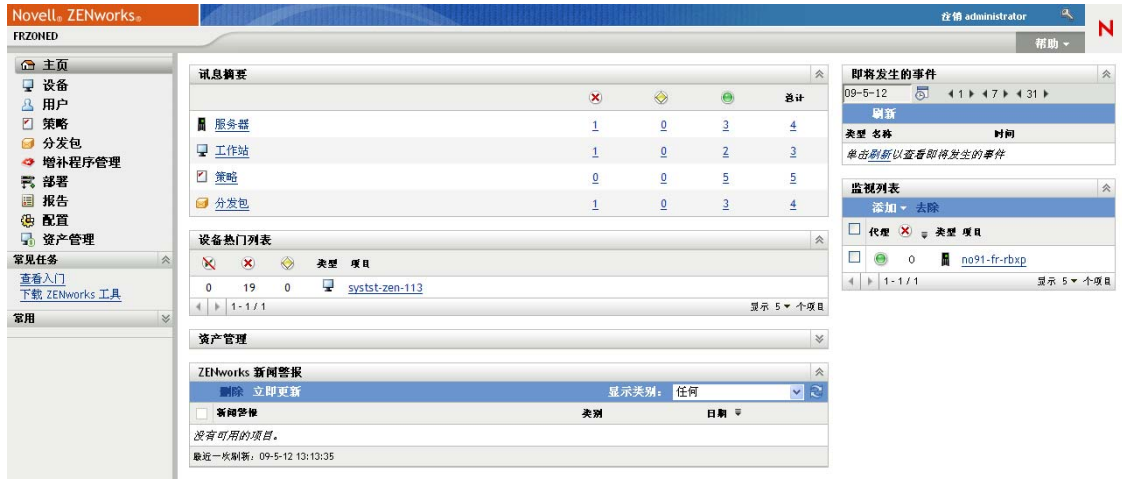 Novell® ZENworks®
注销 administrator
FRZONED
帮助
N
主页
设备
用户
策略
分发包
增补程序管理
部署
报告
配置
资产管理
常见任务
查看入门
下载 ZENworks 工具
常用
讯息摘要
总计
服务器 1 0 3 4
工作站 1 0 2 3
策略 0 0 5 5
分发包 1 0 3 4
设备热门列表
类型 项目
0 19 0 systst-zen-113
1 - 1 / 1 显示 5 个项目
资产管理
ZENworks 新闻警报
删除 立即更新 显示类别: 任何
新闻警报 类别 日期
没有可用的项目。
最近一次刷新: 09-5-12 13:13:35
即将发生的事件
09-5-12 1 7 31
刷新
类型 名称 时间
单击刷新以查看即将发生的事件
监视列表
添加 去除
代理 类型 项目
0 no91-fr-rbxp
1 - 1 / 1 显示 5 个项目